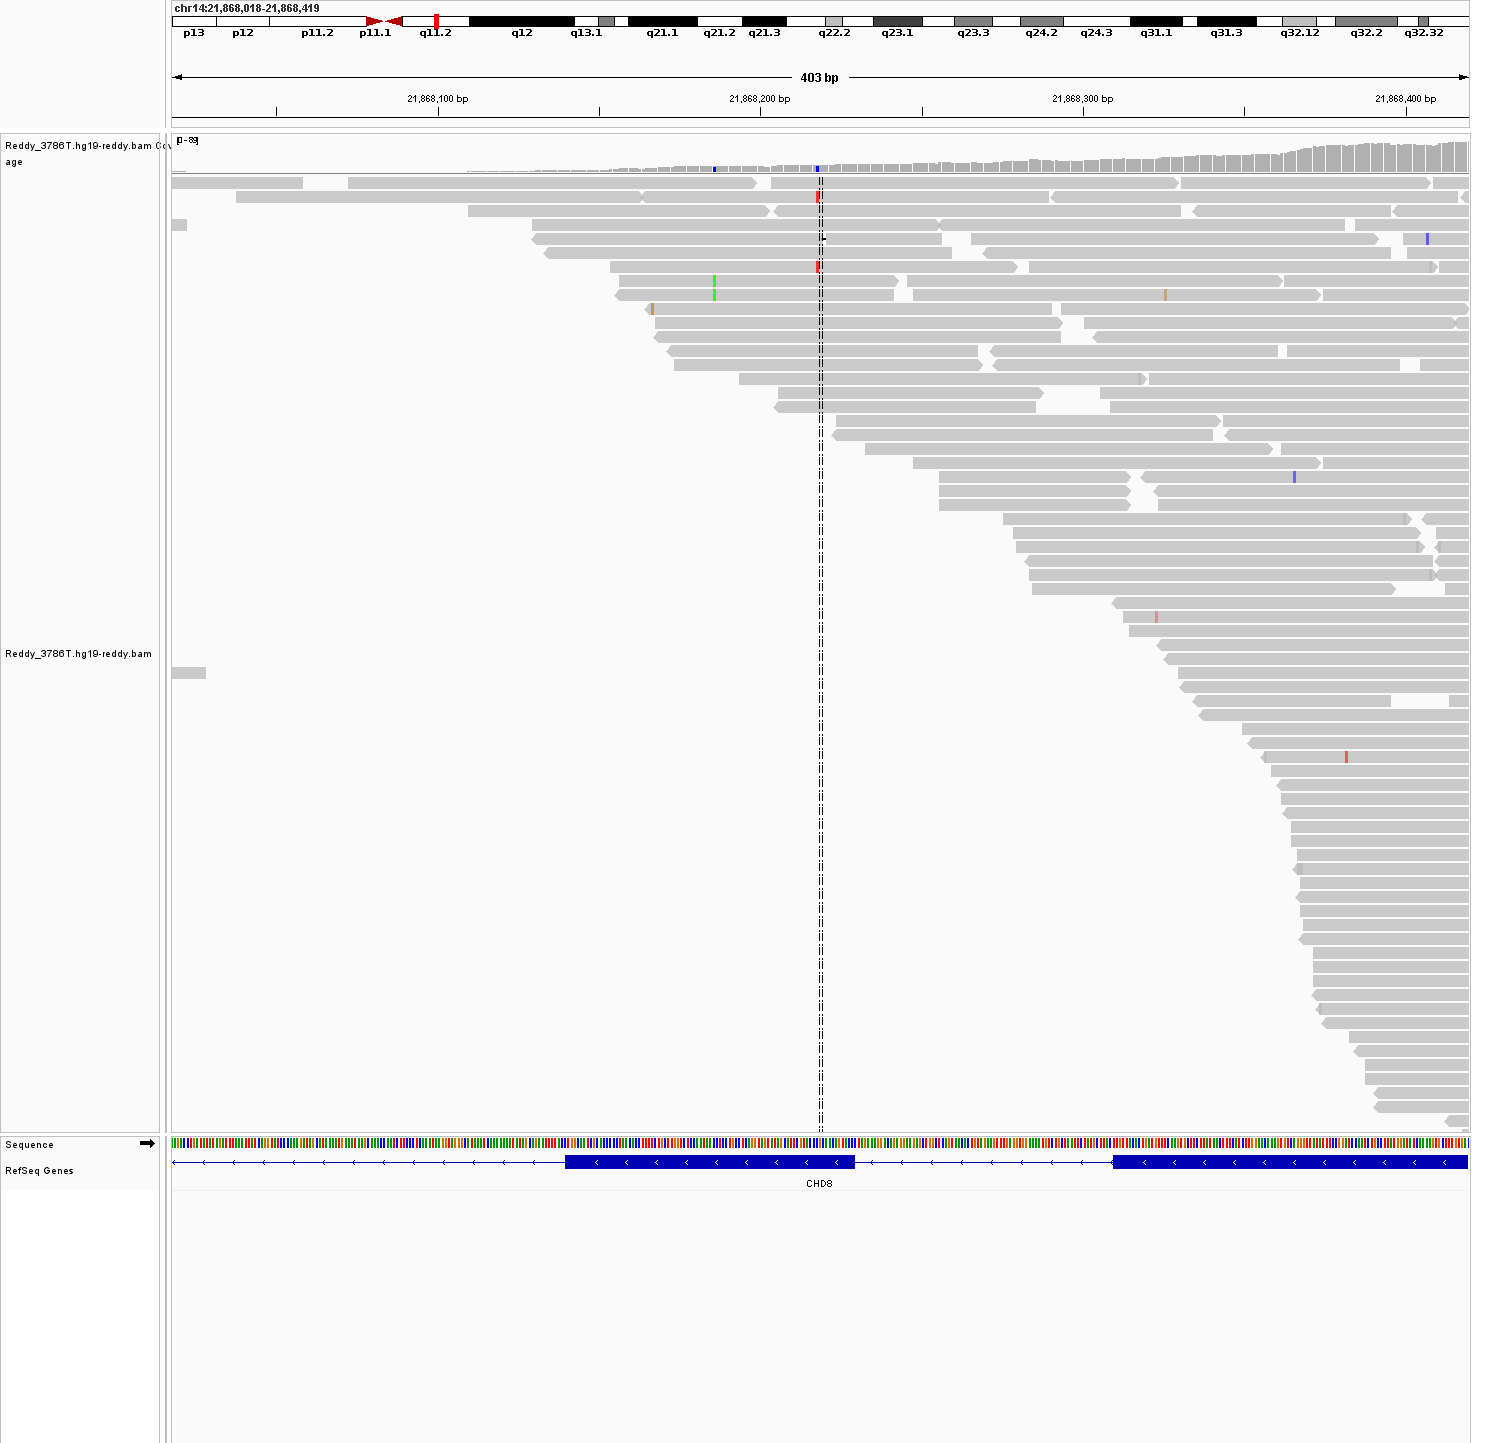 chr14:21,868,018-21,868,419
p13 p12 p11.2 p11.1 q11.2 q12 q13.1 q21.1 q21.2 q21.3 q22.2 q23.1 q23.3 q24.2 q24.3 q31.1 q31.3 q32.12 q32.2 q32.32
403 bp
21,868,100 bp 21,868,200 bp 21,868,300 bp 21,868,400 bp
[0 - 89]
Reddy_3786T.hg19-reddy.bam Cov
age
Reddy_3786T.hg19-reddy.bam
Sequence
RefSeq Genes
CHD8